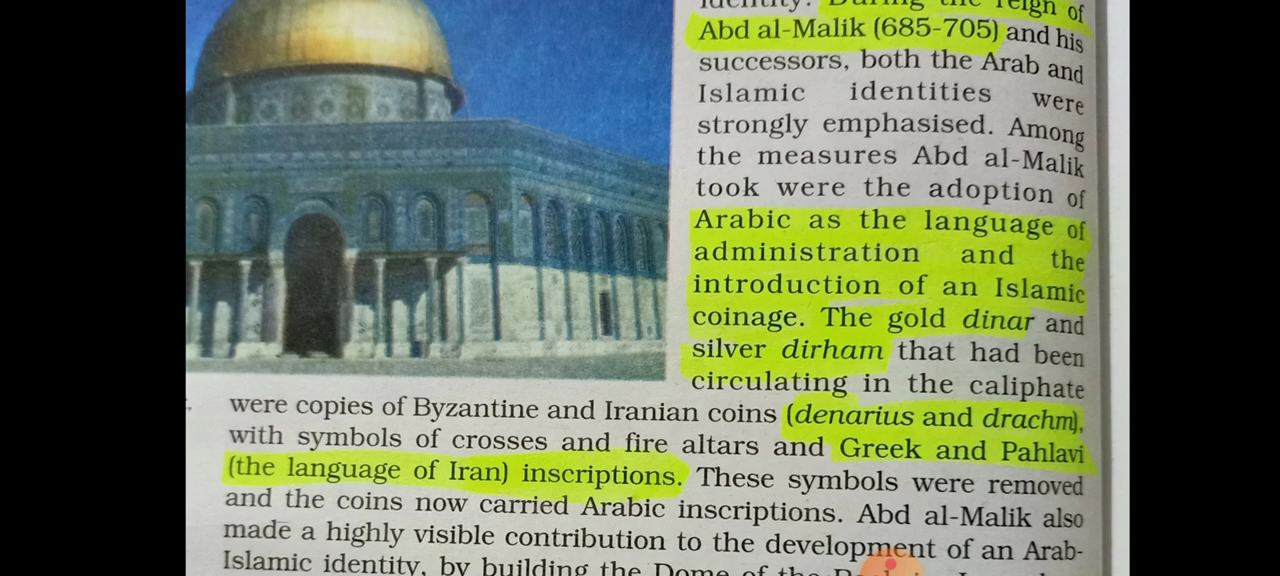 identity. During the reign of
Abd al-Malik (685-705) and his
successors, both the Arab and
Islamic identities were
strongly emphasised. Among
the measures Abd al-Malik
took were the adoption of
Arabic as the language of
administration and the
introduction of an Islamic
coinage. The gold dinar and
silver dirham that had been
circulating in the caliphate
were copies of Byzantine and Iranian coins (denarius and drachm),
with symbols of crosses and fire altars and Greek and Pahlavi
(the language of Iran) inscriptions. These symbols were removed
and the coins now carried Arabic inscriptions. Abd al-Malik also
made a highly visible contribution to the development of an Arab-
Islamic identity, by building the Dome of the